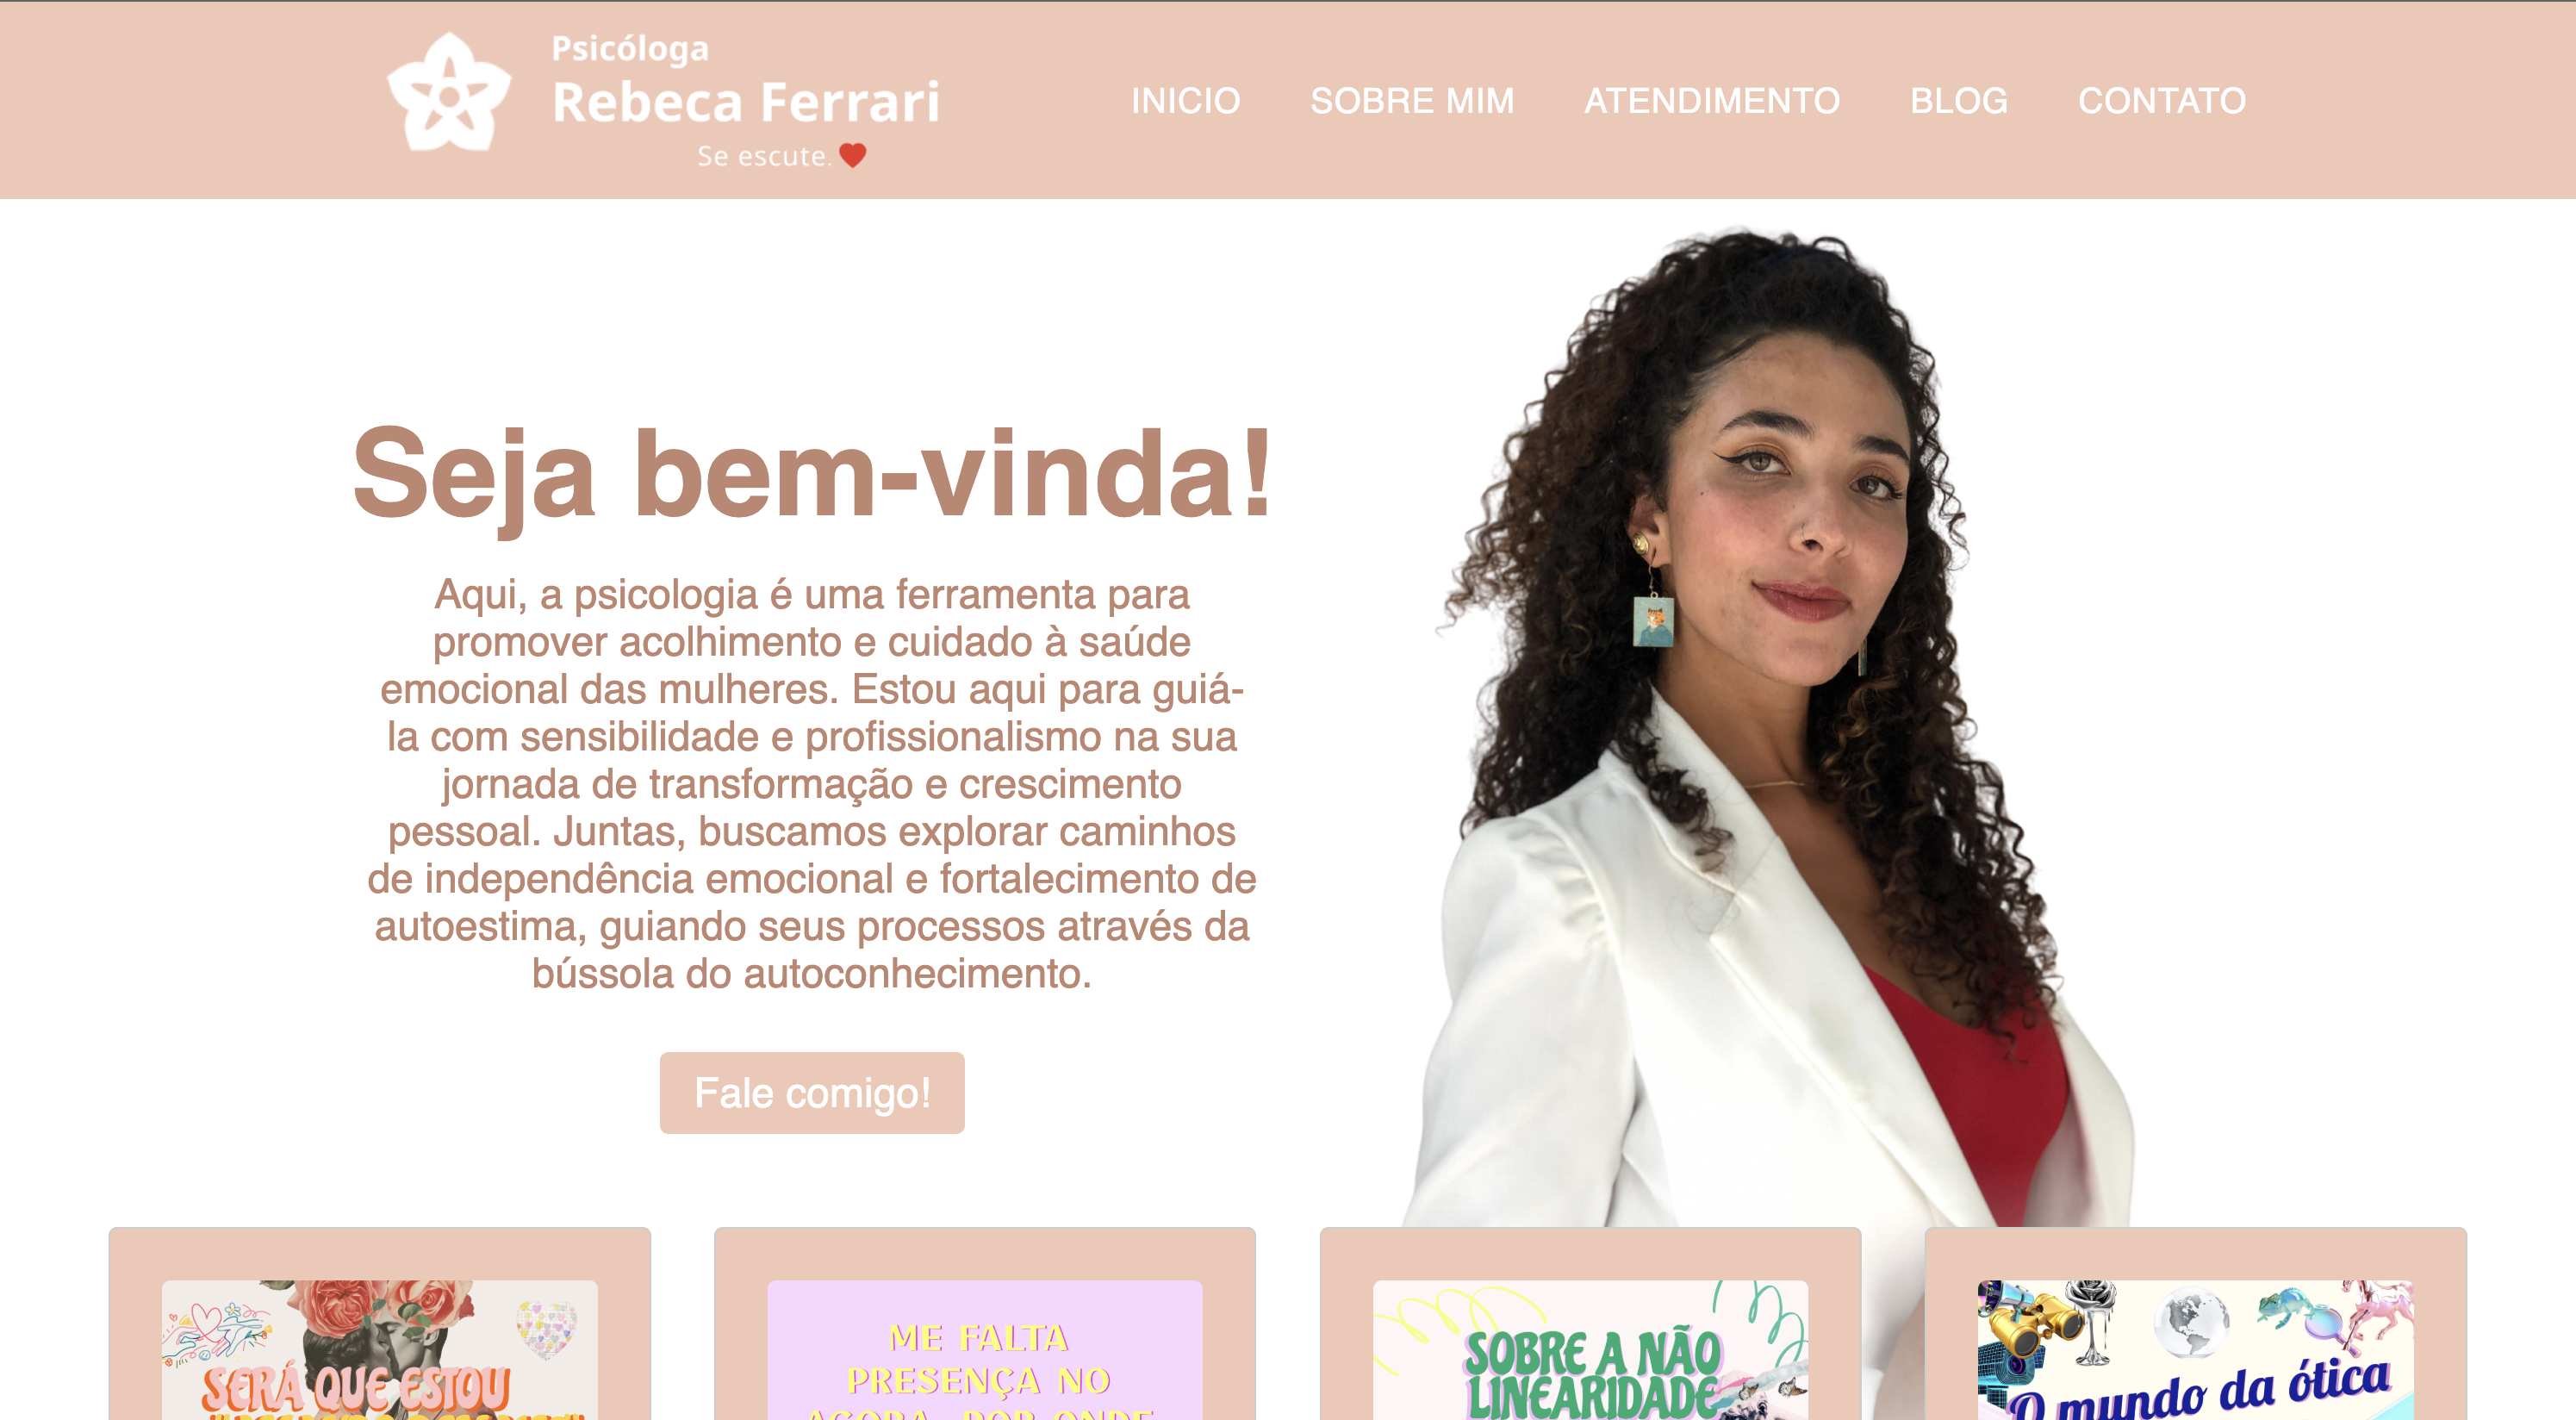 Psicóloga
Rebeca Ferrari
Se escute.
INICIO SOBRE MIM ATENDIMENTO BLOG CONTATO
Seja bem-vinda!
Aqui, a psicologia é uma ferramenta para
promover acolhimento e cuidado à saúde
emocional das mulheres. Estou aqui para guiá-
la com sensibilidade e profissionalismo na sua
jornada de transformação e crescimento
pessoal. Juntas, buscamos explorar caminhos
de independência emocional e fortalecimento de
autoestima, guiando seus processos através da
bússola do autoconhecimento.
Fale comigo!
SERÁ QUE ESTOU
ME FALTA
PRESENÇA NO
AGORA, POR ONDE
SOBRE A NÃO
LINEARIDADE
O mundo da ótica